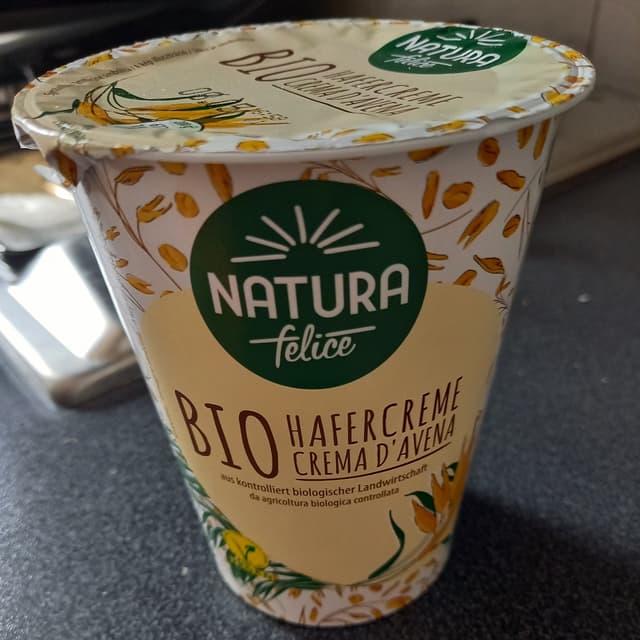 NATURA
felice
BIO HAFERCREME
CREMA D'AVENA
NATURA
felice
BIO HAFERCREME
CREMA D'AVENA
aus kontrolliert biologischer Landwirtschaft
da agricoltura biologica controllata